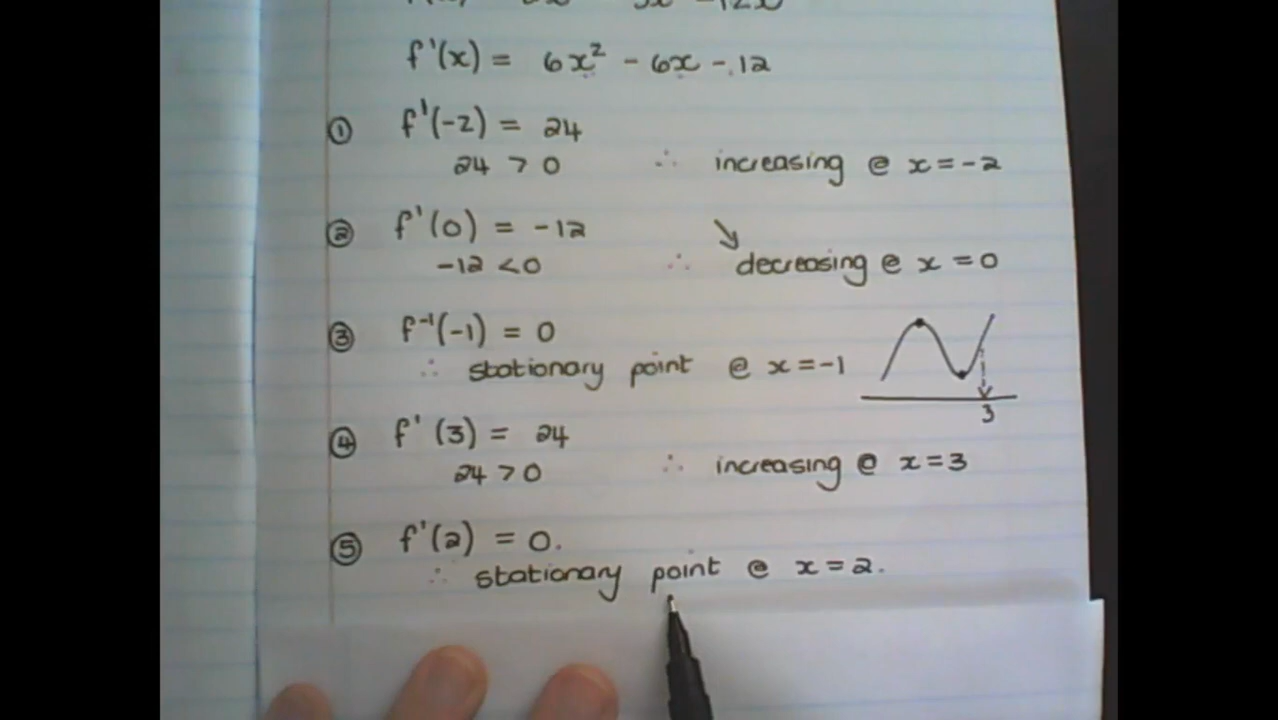 f'(x) = 6x² - 6x - 12
① f'(-2) = 24
24 > 0 ∴ increasing @ x = -2
② f'(0) = -12
-12 < 0 ∴ decreasing @ x = 0
③ f⁻¹(-1) = 0
∴ stationary point @ x = -1
3
④ f'(3) = 24
24 > 0 ∴ increasing @ x = 3
⑤ f'(2) = 0.
∴ stationary point @ x = 2.